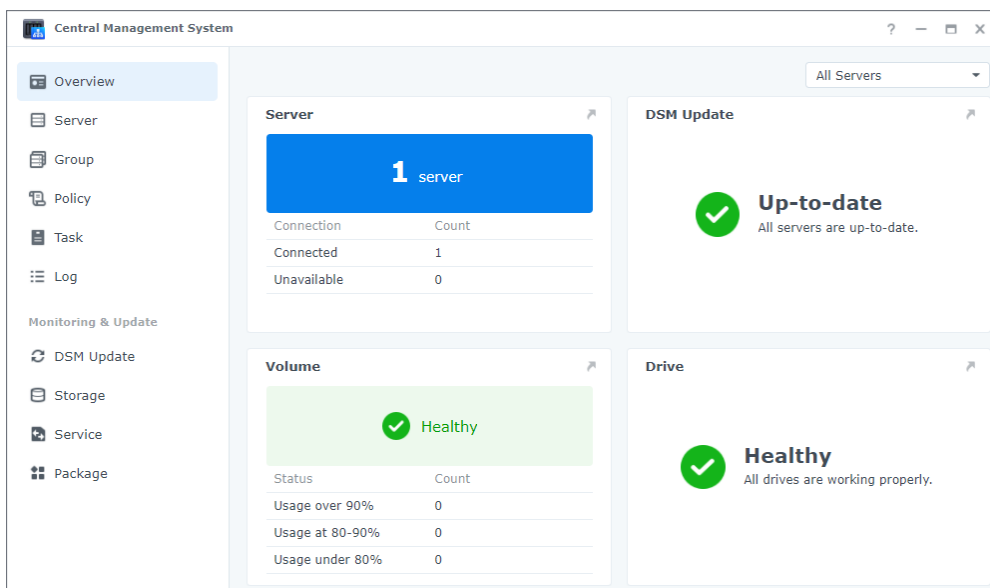 Central Management System
?
Overview
Server
Group
Policy
Task
Log
Monitoring & Update
DSM Update
Storage
Service
Package
All Servers
Server
1 server
Connection Count
Connected 1
Unavailable 0
DSM Update
Up-to-date
All servers are up-to-date.
Volume
Healthy
Status Count
Usage over 90% 0
Usage at 80-90% 0
Usage under 80% 0
Drive
Healthy
All drives are working properly.